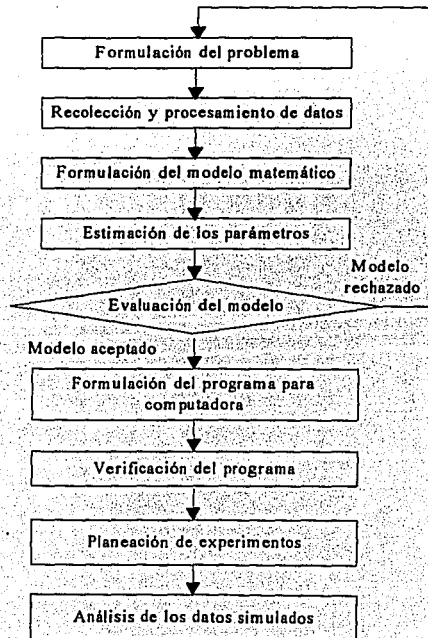 Formulación del problema
Recolección y procesamiento de datos
Formulación del modelo matemático
Estimación de los parámetros
Modelo
rechazado
Evaluación del modelo
Modelo aceptado
Formulación del programa para
computadora
Verificación del programa
Planeación de experimentos
Análisis de los datos simulados